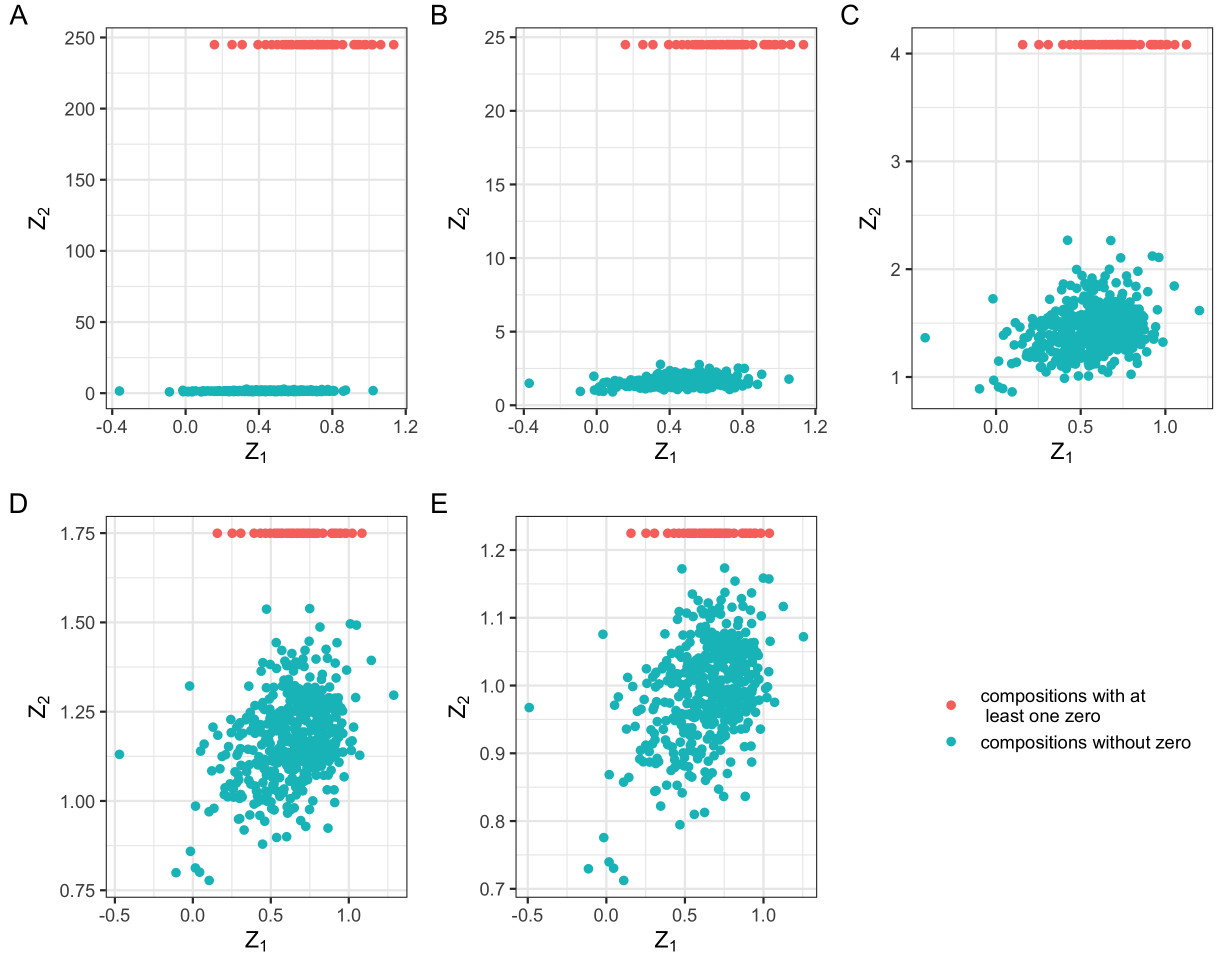 A
250
200
150
100
50
0
Z2
-0.4 0.0 0.4 0.8 1.2
Z1
B
25
20
15
10
5
0
Z2
-0.4 0.0 0.4 0.8 1.2
Z1
C
4
3
2
1
Z2
0.0 0.5 1.0
Z1
D
1.75
1.50
1.25
1.00
0.75
Z2
-0.5 0.0 0.5 1.0
Z1
E
1.2
1.1
1.0
0.9
0.8
0.7
Z2
-0.5 0.0 0.5 1.0
Z1
compositions with at
least one zero
compositions without zero